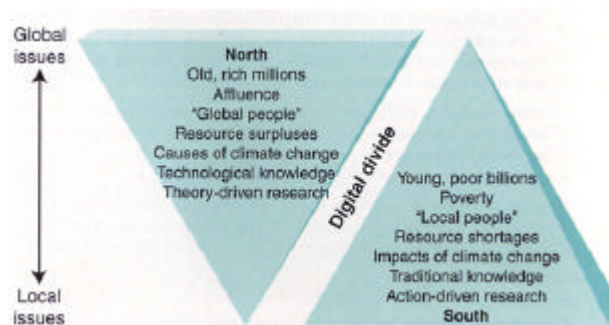 Global
issues
North
Old, rich millions
Affluence
“Global people”
Resource surpluses
Causes of climate change
Technological knowledge
Theory-driven research
Digital divide
Young, poor billions
Poverty
“Local people”
Resource shortages
Impacts of climate change
Traditional knowledge
Action-driven research
South
Local
issues